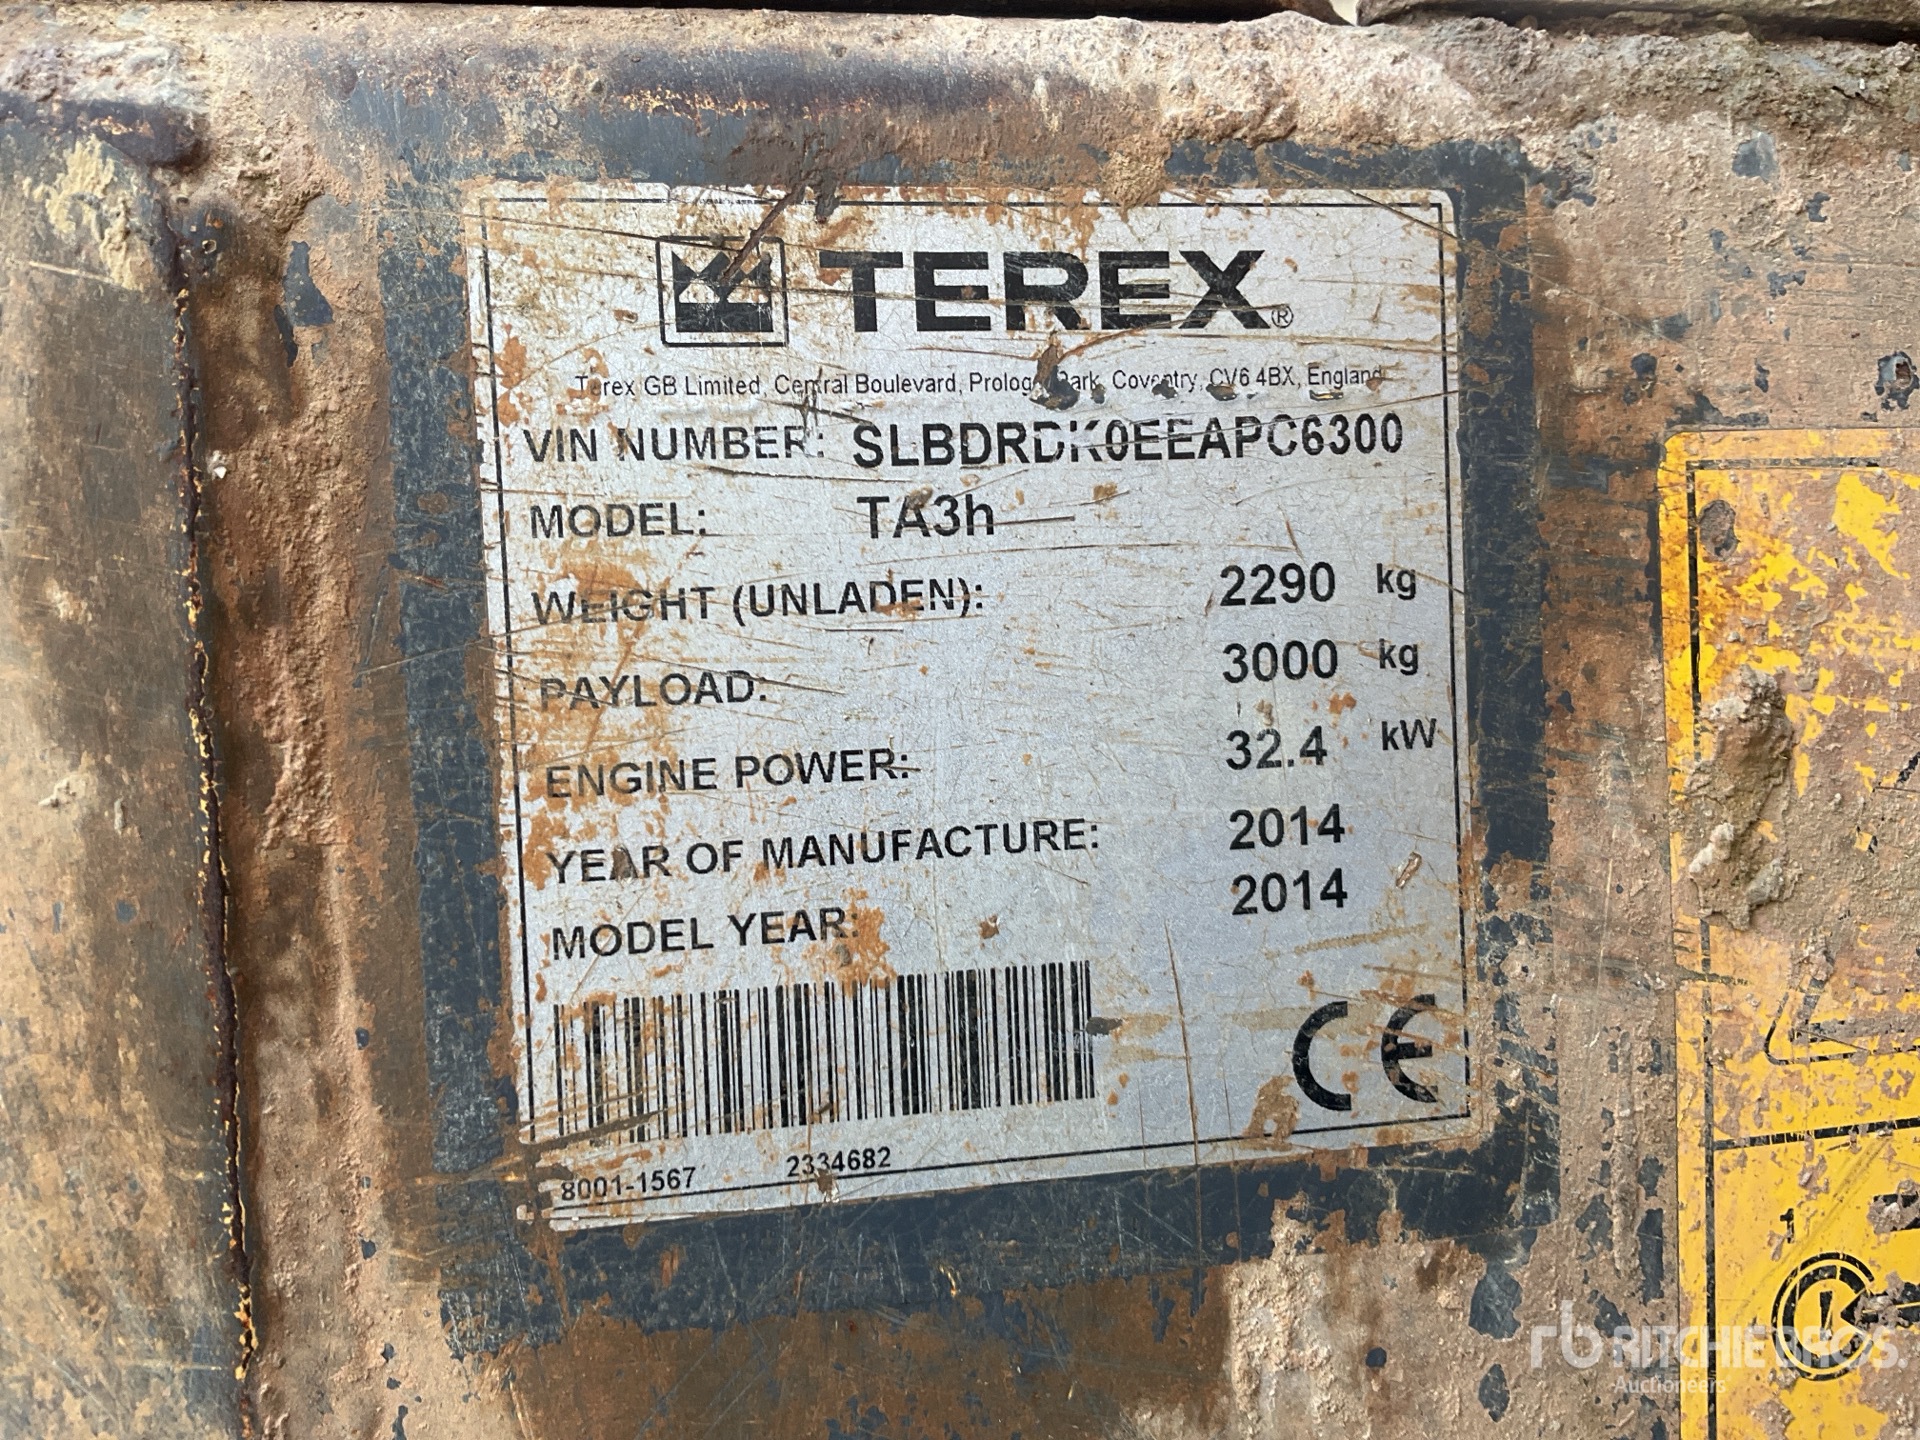 TEREX®
Terex GB Limited, Central Boulevard, Prologis Park, Coventry, CV6 4BX, England
VIN NUMBER: SLBDRDK0EEAPC6300
MODEL: TA3h
WEIGHT (UNLADEN): 2290 kg
PAYLOAD: 3000 kg
ENGINE POWER: 32.4 kW
YEAR OF MANUFACTURE: 2014
MODEL YEAR: 2014
CE
8001-1567 2334682
1
rb RITCHIE BROS.
Auctioneers